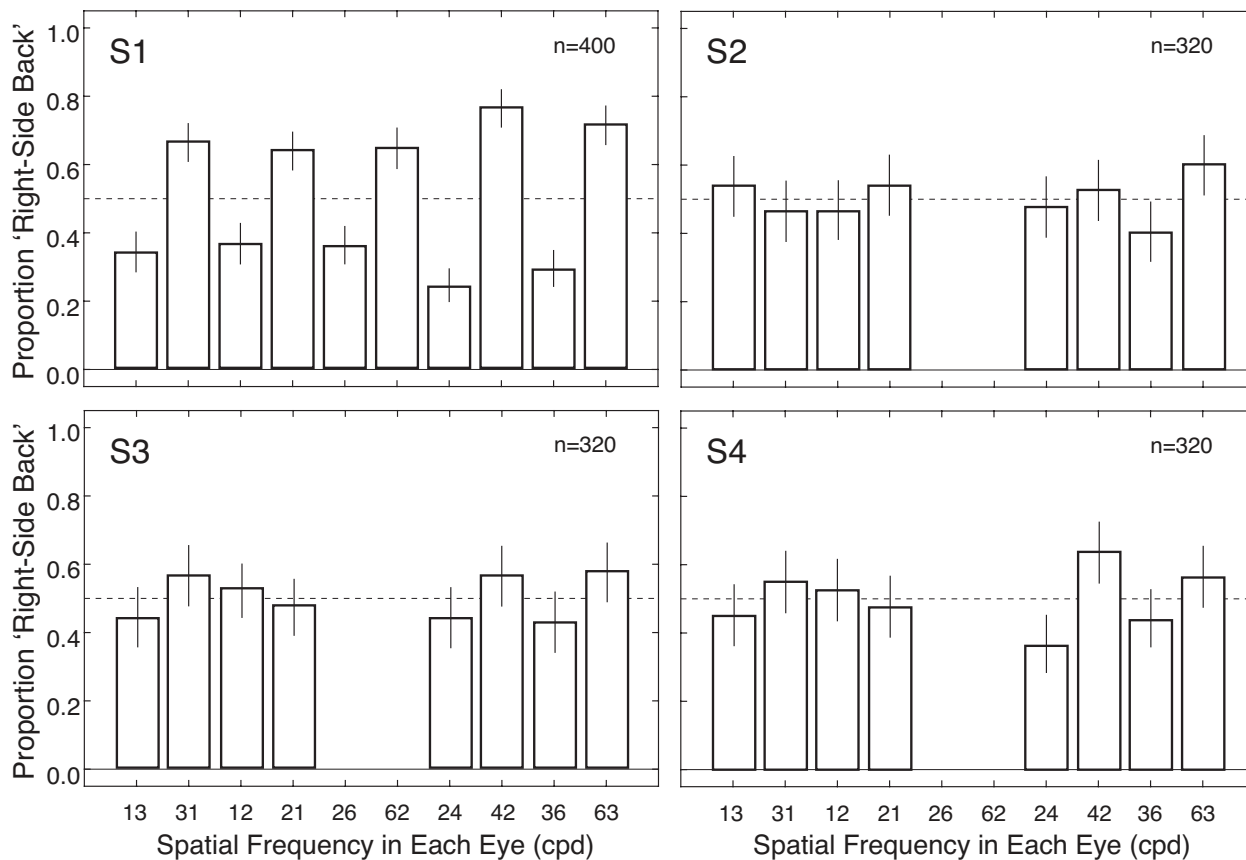 Proportion 'Right-Side Back'
1.0
0.8
0.6
0.4
0.2
0.0
S1
n=400
S2
n=320
Proportion 'Right-Side Back'
1.0
0.8
0.6
0.4
0.2
0.0
S3
n=320
S4
n=320
13 31 12 21 26 62 24 42 36 63
13 31 12 21 26 62 24 42 36 63
Spatial Frequency in Each Eye (cpd)
Spatial Frequency in Each Eye (cpd)